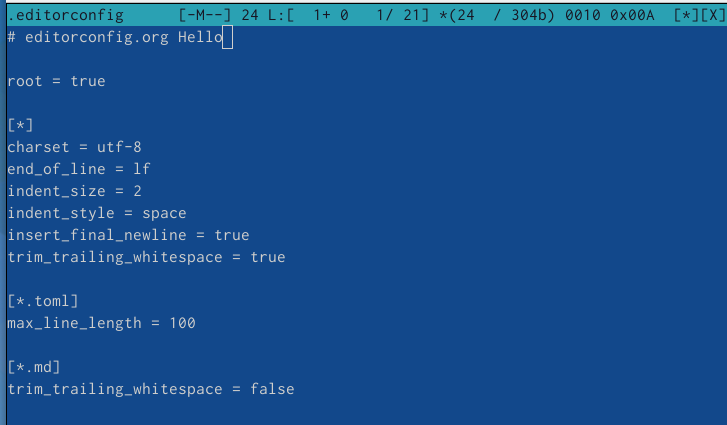 .editorconfig [-M--] 24 L:[ 1+ 0 1/ 21] *(24 / 304b) 0010 0x00A [*][X]
# editorconfig.org Hello
root = true
[*]
charset = utf-8
end_of_line = lf
indent_size = 2
indent_style = space
insert_final_newline = true
trim_trailing_whitespace = true
[*.toml]
max_line_length = 100
[*.md]
trim_trailing_whitespace = false